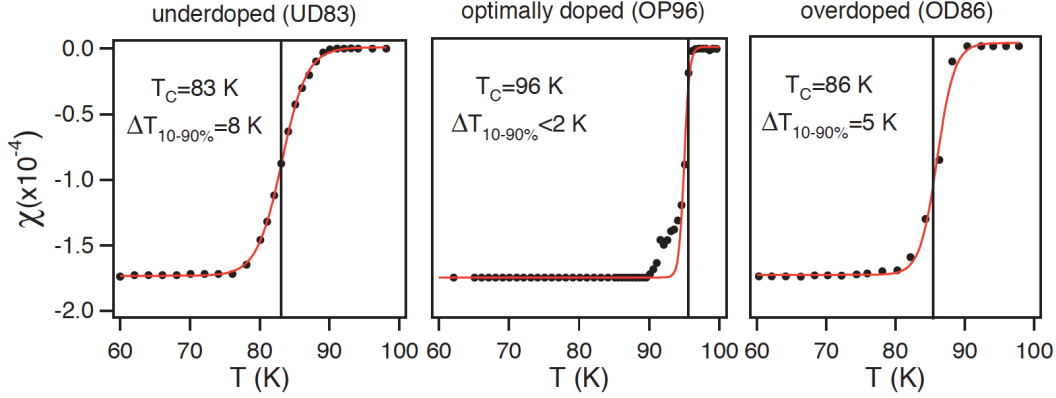 underdoped (UD83)
optimally doped (OP96)
overdoped (OD86)
χ(x10⁻⁴)
0.0
-0.5
-1.0
-1.5
-2.0
T_C=83 K
ΔT_10-90%=8 K
60 70 80 90 100
T (K)
T_C=96 K
ΔT_10-90%<2 K
60 70 80 90 100
T (K)
T_C=86 K
ΔT_10-90%=5 K
60 70 80 90 100
T (K)